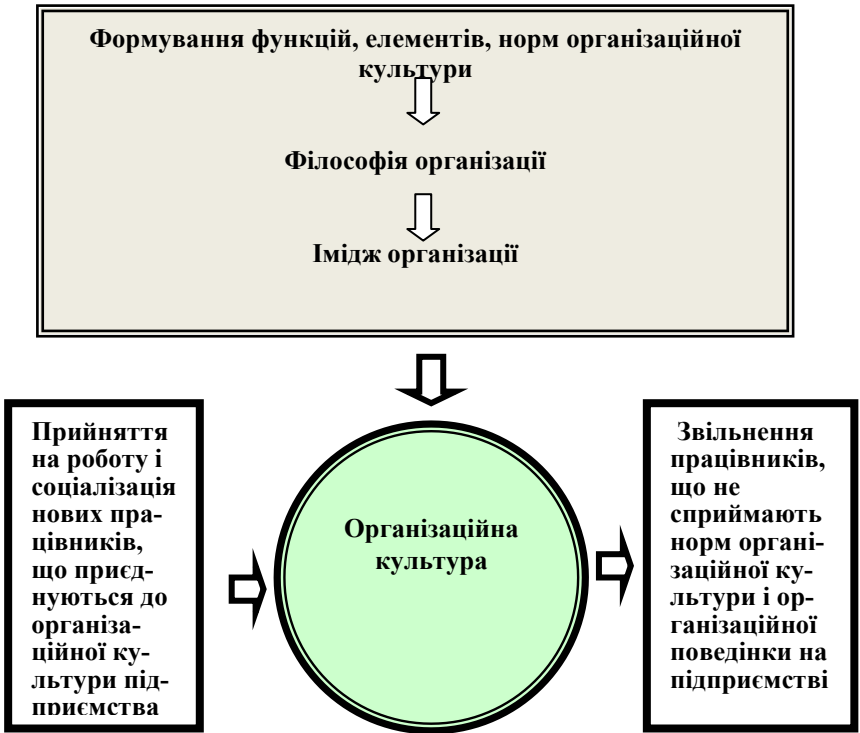 Формування функцій, елементів, норм організаційної
культури
Філософія організації
Імідж організації
Прийняття
на роботу і
соціалізація
нових пра-
цівників,
що приєд-
нуються до
організа-
ційної ку-
льтури під-
приємства
Організаційна
культура
Звільнення
працівників,
що не
сприймають
норм органі-
заційної ку-
льтури і ор-
ганізаційної
поведінки на
підприємстві